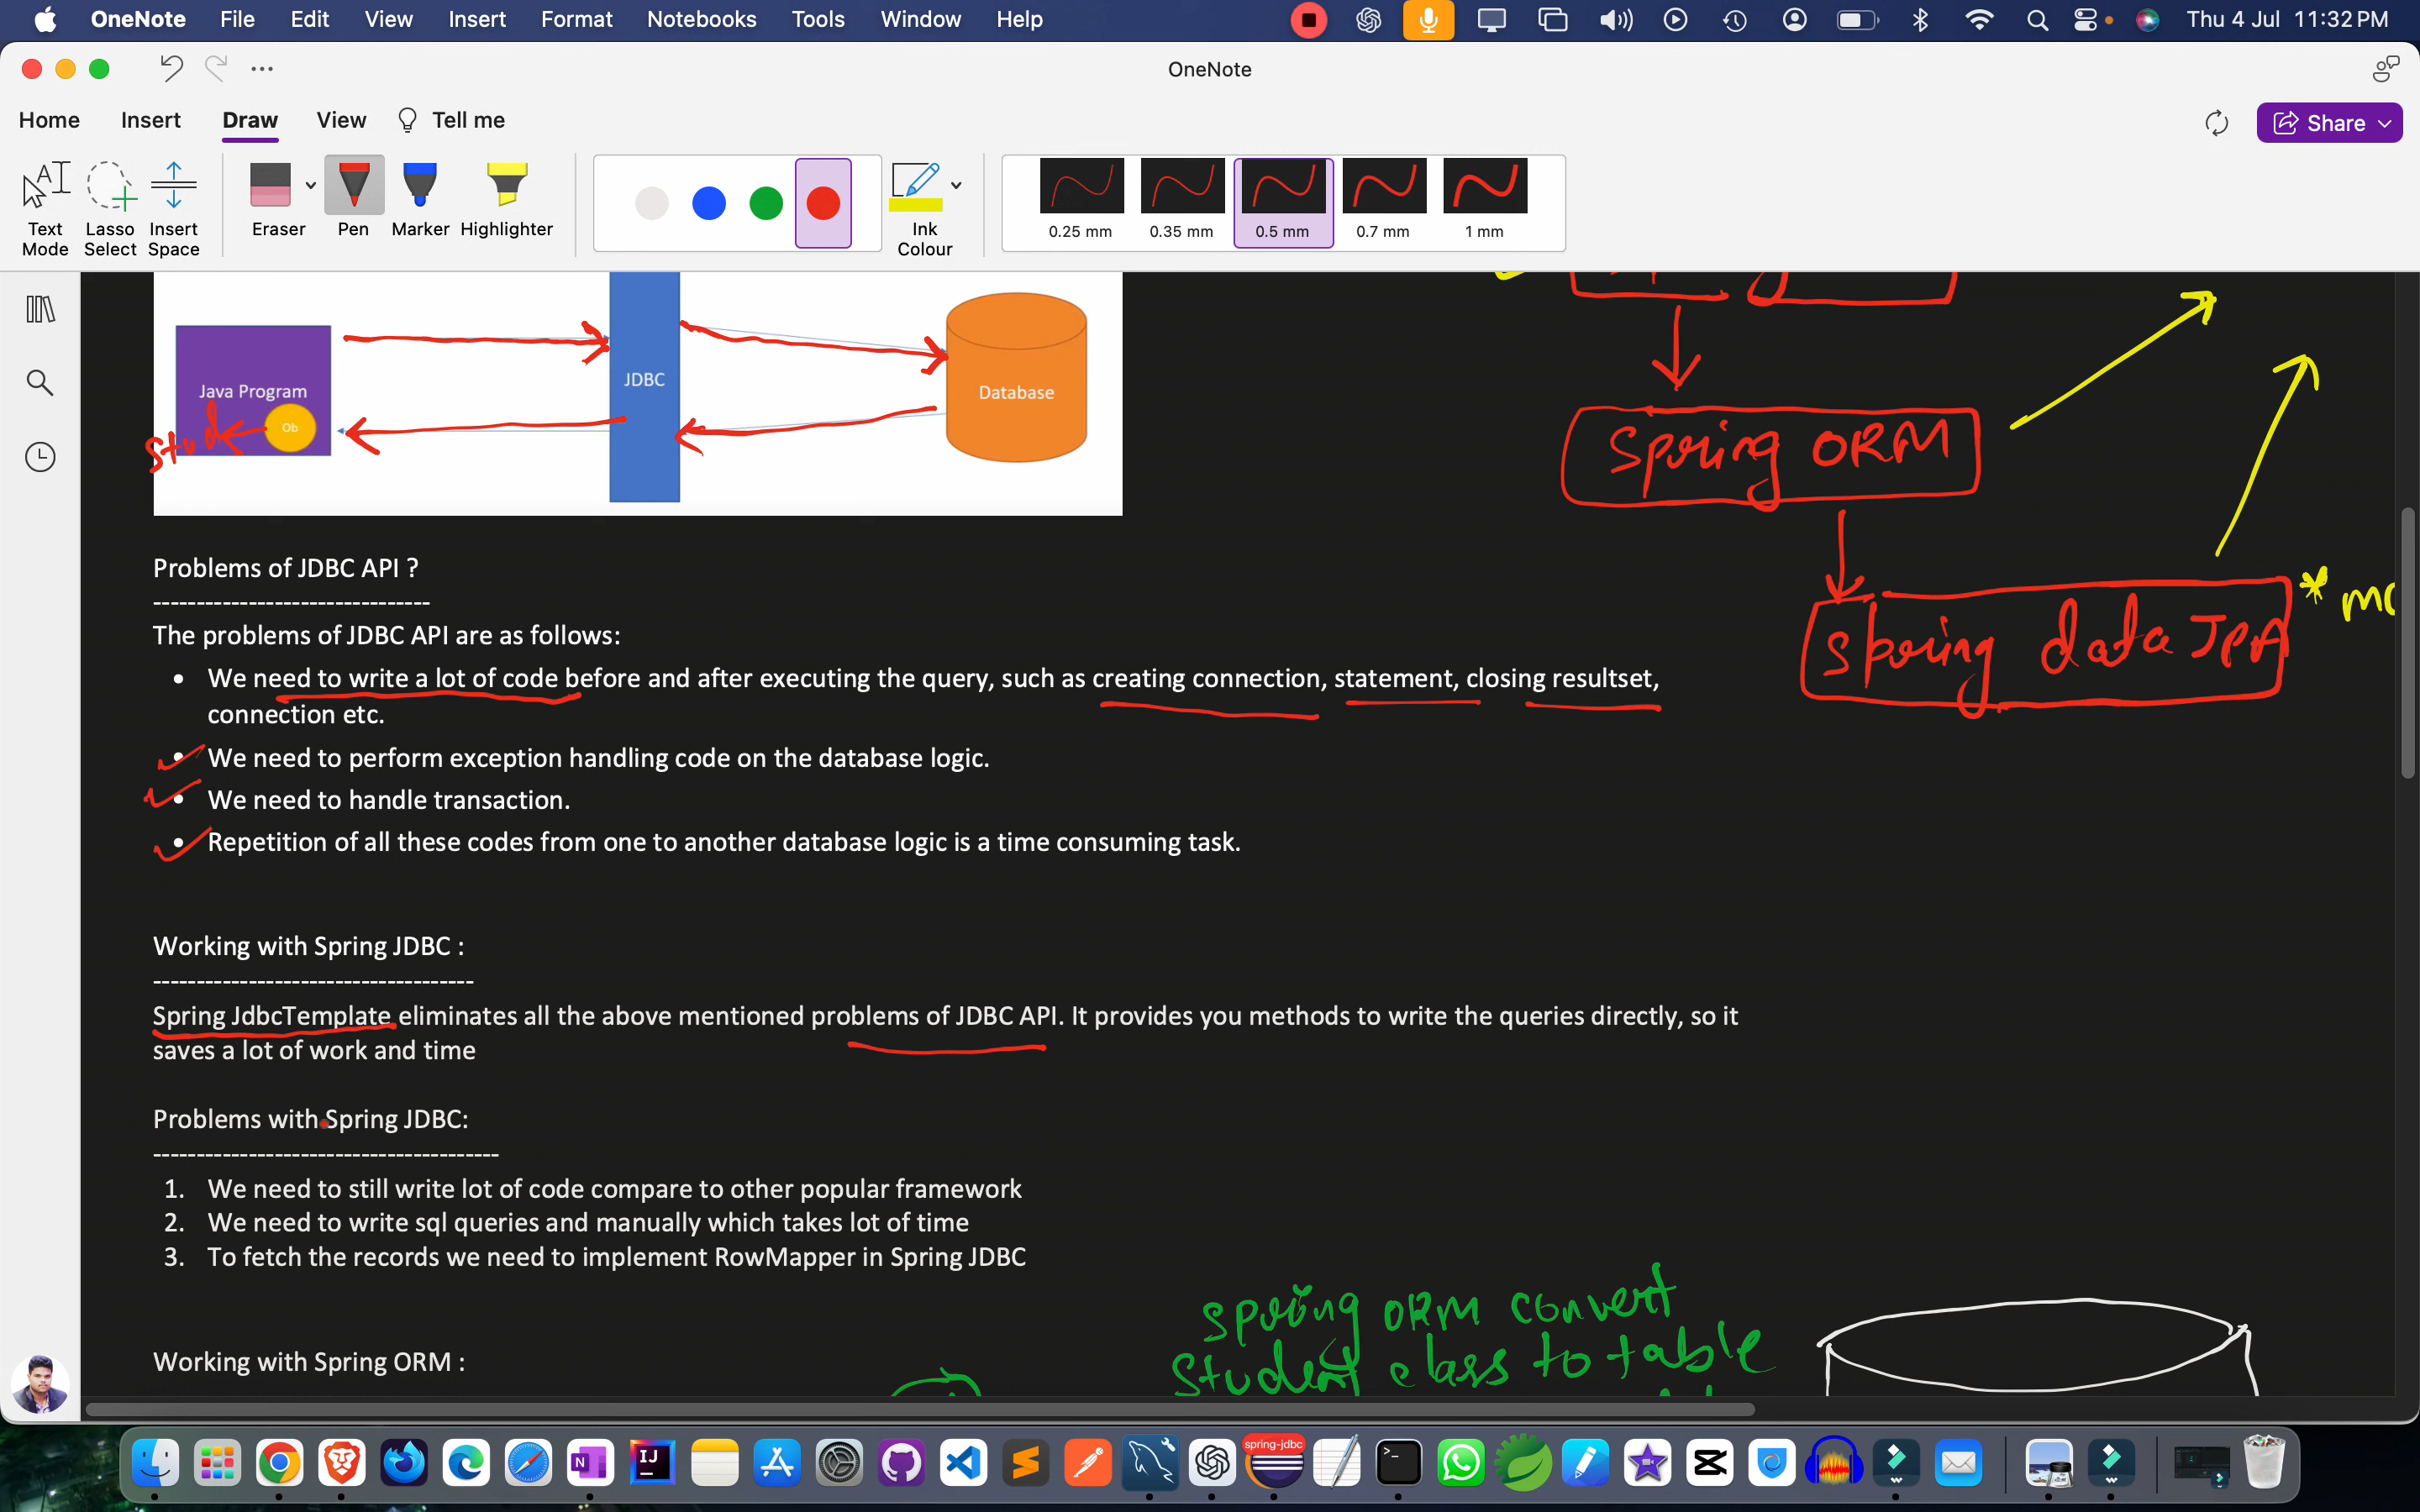 OneNote File Edit View Insert Format Notebooks Tools Window Help Thu 4 Jul 11:32 PM
OneNote
Home Insert Draw View Tell me Share
Text Mode
Lasso Select
Insert Space
Eraser Pen Marker Highlighter
Ink Colour
0.25 mm 0.35 mm 0.5 mm 0.7 mm 1 mm
Java Program
Ob
Stud
JDBC
Database
Spring ORM
Spring data JPA
Problems of JDBC API ?
--------------------------------
The problems of JDBC API are as follows:
• We need to write a lot of code before and after executing the query, such as creating connection, statement, closing resultset,
connection etc.
• We need to perform exception handling code on the database logic.
• We need to handle transaction.
• Repetition of all these codes from one to another database logic is a time consuming task.
Working with Spring JDBC :
-------------------------------------
Spring JdbcTemplate eliminates all the above mentioned problems of JDBC API. It provides you methods to write the queries directly, so it
saves a lot of work and time
Problems with Spring JDBC:
----------------------------------------
1. We need to still write lot of code compare to other popular framework
2. We need to write sql queries and manually which takes lot of time
3. To fetch the records we need to implement RowMapper in Spring JDBC
Working with Spring ORM :
Spring ORM convert
Student class to table
spring-jdbc